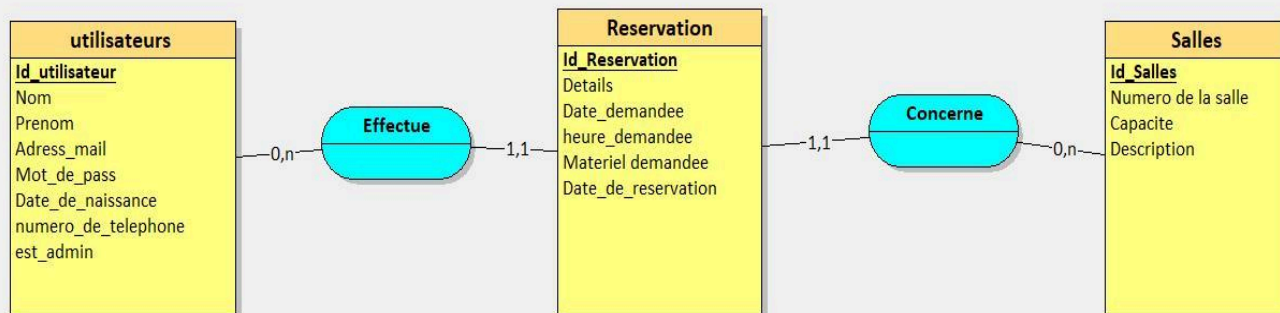 utilisateurs
Id_utilisateur
Nom
Prenom
Adress_mail
Mot_de_pass
Date_de_naissance
numero_de_telephone
est_admin
0,n
Effectue
1,1
Reservation
Id_Reservation
Details
Date_demandee
heure_demandee
Materiel demandee
Date_de_reservation
1,1
Concerne
0,n
Salles
Id_Salles
Numero de la salle
Capacite
Description